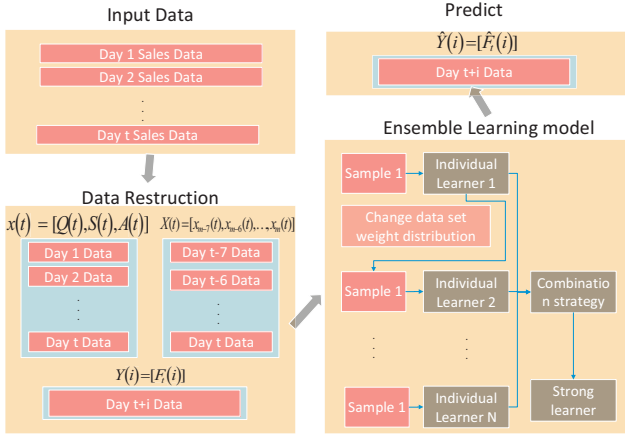 Input Data
Day 1 Sales Data
Day 2 Sales Data
.
.
.
Day t Sales Data
Data Restruction
x(t) = [Q(t),S(t),A(t)]
Day 1 Data
Day 2 Data
.
.
.
Day t Data
X(t)=[x_{m-7}(t),x_{m-6}(t),...,x_m(t)]
Day t-7 Data
Day t-6 Data
.
.
.
Day t Data
Y(i)=[F_t(i)]
Day t+i Data
Predict
Ŷ(i)=[F̂_t(i)]
Day t+i Data
Ensemble Learning model
Sample 1
Individual
Learner 1
Change data set
weight distribution
Sample 1
Individual
Learner 2
Combinatio
n strategy
.
.
.
.
.
.
Sample 1
Individual
Learner N
Strong
learner